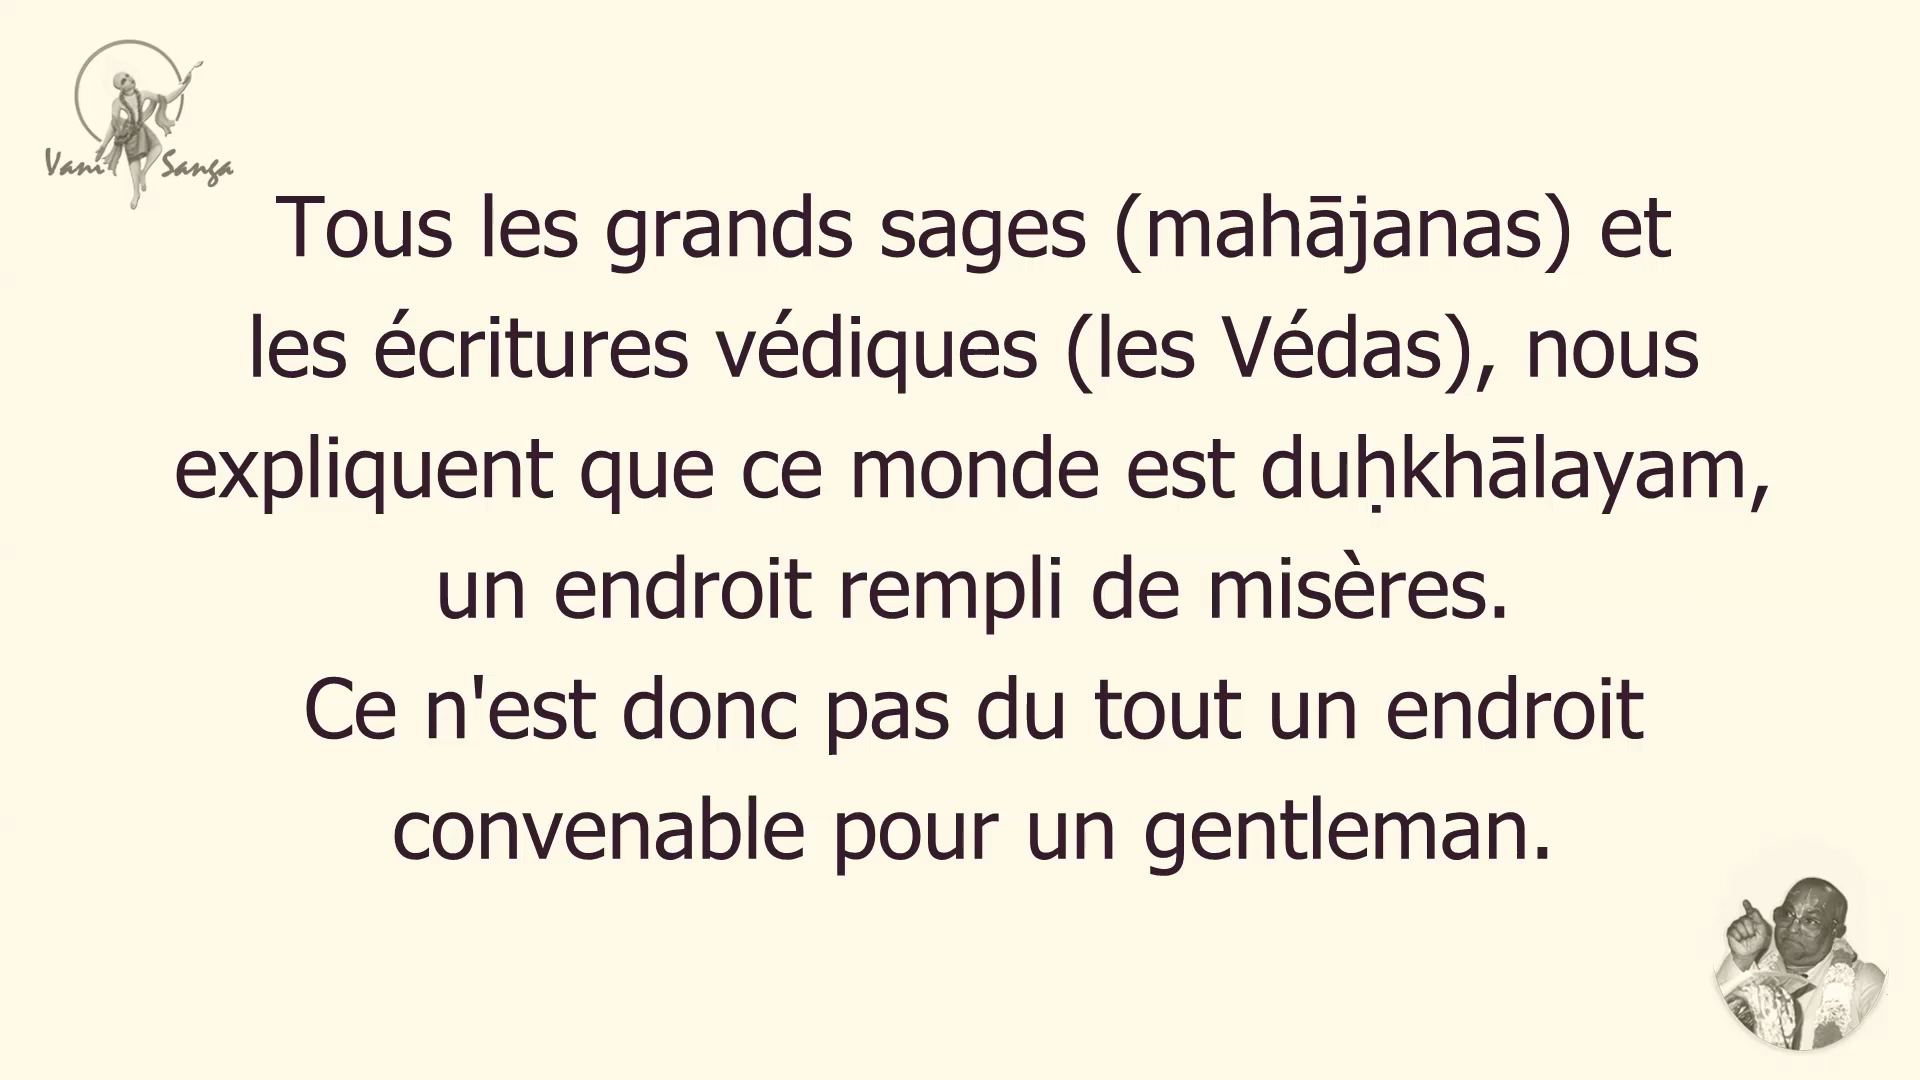 Vani Sanga
Tous les grands sages (mahājanas) et
les écritures védiques (les Védas), nous
expliquent que ce monde est duḥkhālayam,
un endroit rempli de misères.
Ce n'est donc pas du tout un endroit
convenable pour un gentleman.